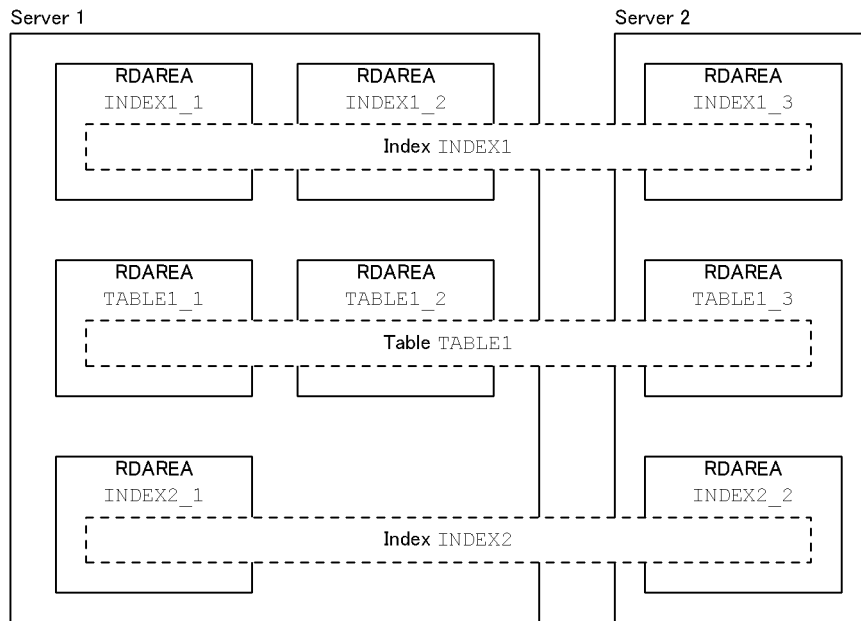 Server 1 Server 2
RDAREA RDAREA RDAREA
INDEX1_1 INDEX1_2 INDEX1_3
Index INDEX1
RDAREA RDAREA RDAREA
TABLE1_1 TABLE1_2 TABLE1_3
Table TABLE1
RDAREA RDAREA
INDEX2_1 INDEX2_2
Index INDEX2